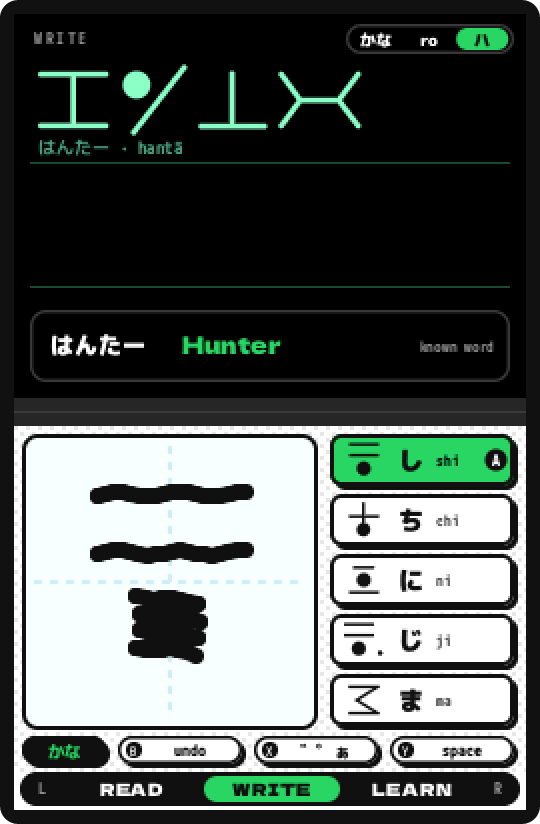 WRITE かな ro ハ
はんたー · hantā
はんたー Hunter known word
し shi A
ち chi
に ni
じ ji
ま ma
かな B undo X ゛゜ぁ Y space
L READ WRITE LEARN R